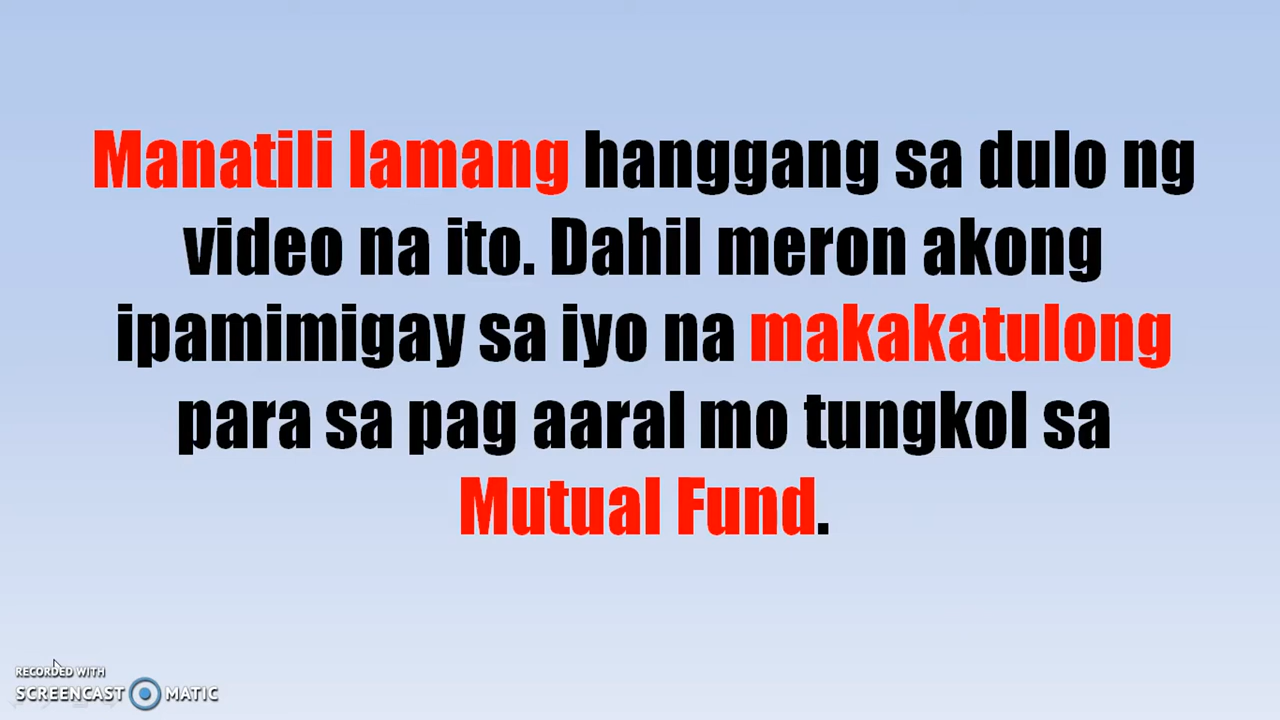 Manatili lamang hanggang sa dulo ng
video na ito. Dahil meron akong
ipamimigay sa iyo na makakatulong
para sa pag aaral mo tungkol sa
Mutual Fund.
RECORDED WITH
SCREENCAST MATIC